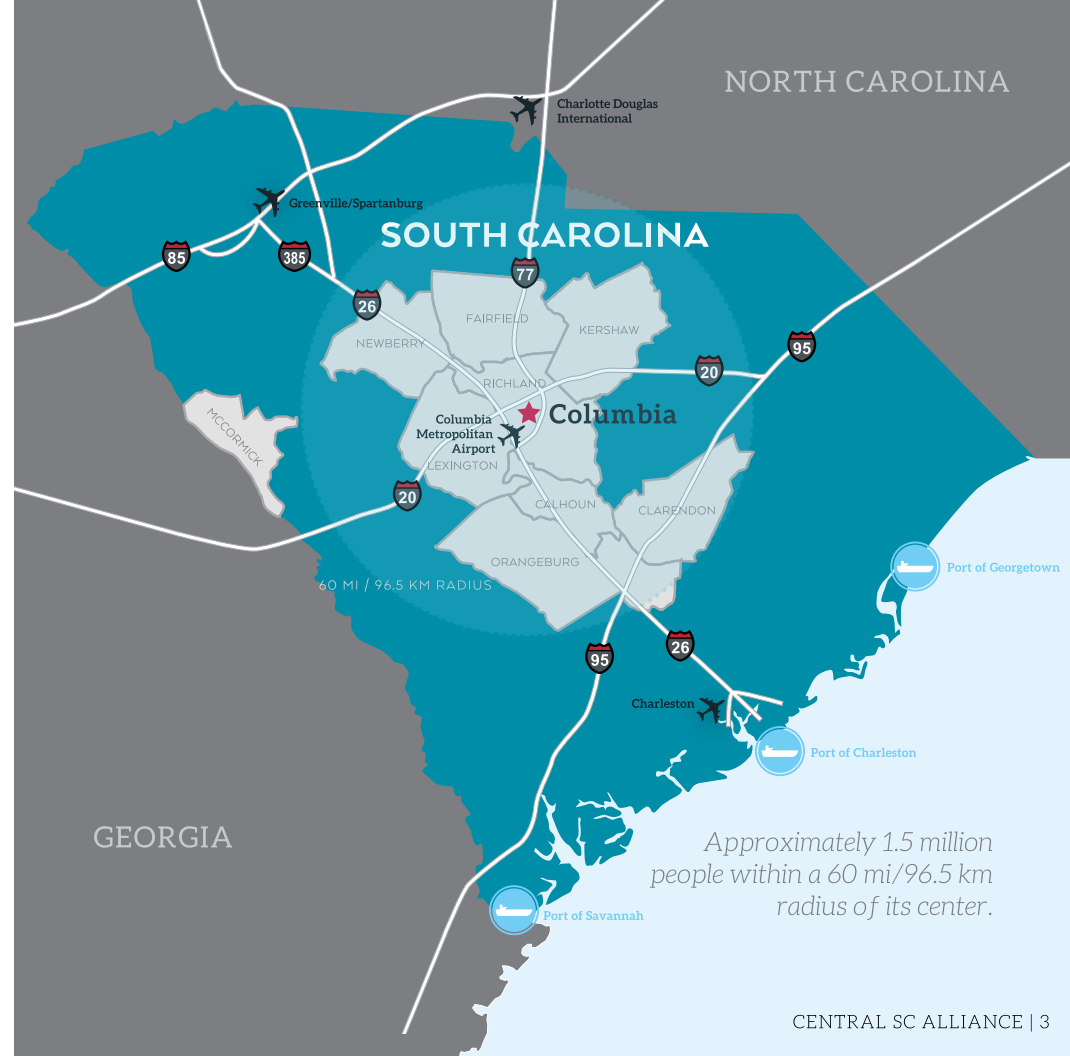 NORTH CAROLINA
Charlotte Douglas
International
Greenville/Spartanburg
SOUTH CAROLINA
85
385
77
26
FAIRFIELD
KERSHAW
NEWBERRY
95
20
RICHLAND
MCCORMICK
Columbia
Columbia
Metropolitan
Airport
LEXINGTON
20
CALHOUN
CLARENDON
ORANGEBURG
Port of Georgetown
60 MI / 96.5 KM RADIUS
95
26
Charleston
Port of Charleston
GEORGIA
Approximately 1.5 million
people within a 60 mi/96.5 km
radius of its center.
Port of Savannah
CENTRAL SC ALLIANCE | 3